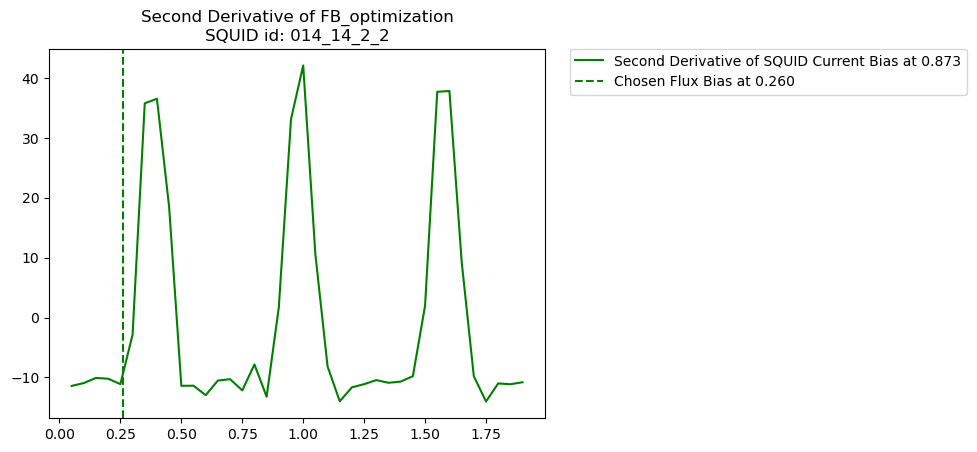 Second Derivative of FB_optimization
SQUID id: 014_14_2_2
Second Derivative of SQUID Current Bias at 0.873
Chosen Flux Bias at 0.260
40
30
20
10
0
−10
0.00 0.25 0.50 0.75 1.00 1.25 1.50 1.75